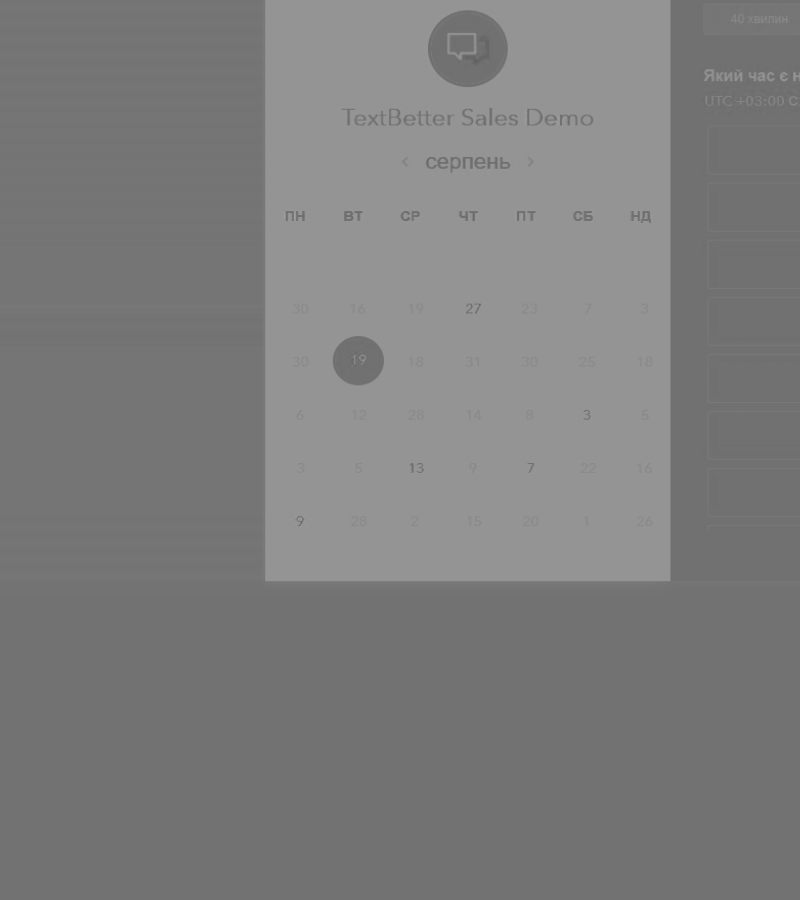 TextBetter Sales Demo
серпень
ПН ВТ СР ЧТ ПТ СБ НД
30 16 19 27 23 7 3
30 19 18 31 30 25 18
6 12 28 14 8 3 5
3 5 13 9 7 22 16
9 28 2 15 20 1 26
40 хвилин
Який час є
UTC +03:00